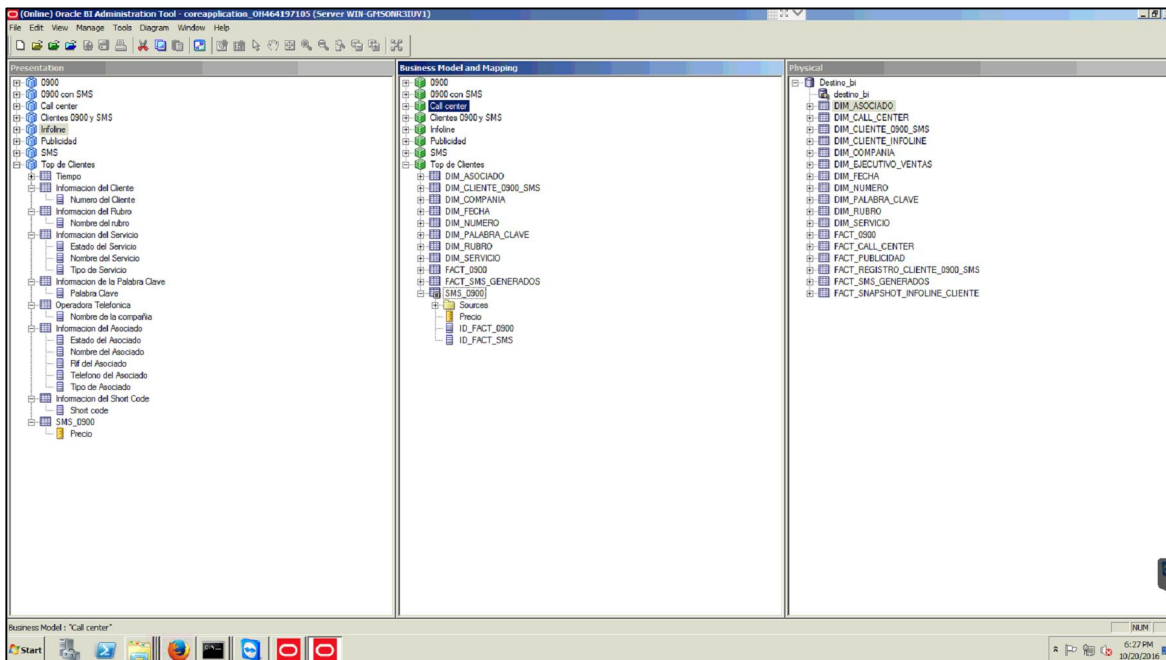 (Online) Oracle BI Administration Tool - coreapplication_OH464197105 (Server WIN-GMSONR3IUV1)
File Edit View Manage Tools Diagram Window Help
Presentation
0900
0900 con SMS
Call center
Clientes 0900 y SMS
Infoline
Publicidad
SMS
Top de Clientes
Tiempo
Informacion del Cliente
Numero del Cliente
Informacion del Rubro
Nombre del rubro
Informacion del Servicio
Estado del Servicio
Nombre del Servicio
Tipo de Servicio
Informacion de la Palabra Clave
Palabra Clave
Operadora Telefonica
Nombre de la compañia
Informacion del Asociado
Estado del Asociado
Nombre del Asociado
Rif del Asociado
Telefono del Asociado
Tipo de Asociado
Informacion del Short Code
Short code
SMS_0900
Precio
Business Model and Mapping
0900
0900 con SMS
Call center
Clientes 0900 y SMS
Infoline
Publicidad
SMS
Top de Clientes
DIM_ASOCIADO
DIM_CLIENTE_0900_SMS
DIM_COMPANIA
DIM_FECHA
DIM_NUMERO
DIM_PALABRA_CLAVE
DIM_RUBRO
DIM_SERVICIO
FACT_0900
FACT_SMS_GENERADOS
SMS_0900
Sources
Precio
ID_FACT_0900
ID_FACT_SMS
Physical
Destino_bi
destino_bi
DIM_ASOCIADO
DIM_CALL_CENTER
DIM_CLIENTE_0900_SMS
DIM_CLIENTE_INFOLINE
DIM_COMPANIA
DIM_EJECUTIVO_VENTAS
DIM_FECHA
DIM_NUMERO
DIM_PALABRA_CLAVE
DIM_RUBRO
DIM_SERVICIO
FACT_0900
FACT_CALL_CENTER
FACT_PUBLICIDAD
FACT_REGISTRO_CLIENTE_0900_SMS
FACT_SMS_GENERADOS
FACT_SNAPSHOT_INFOLINE_CLIENTE
Business Model : "Call center"
NUM
Start
6:27 PM
10/20/2016